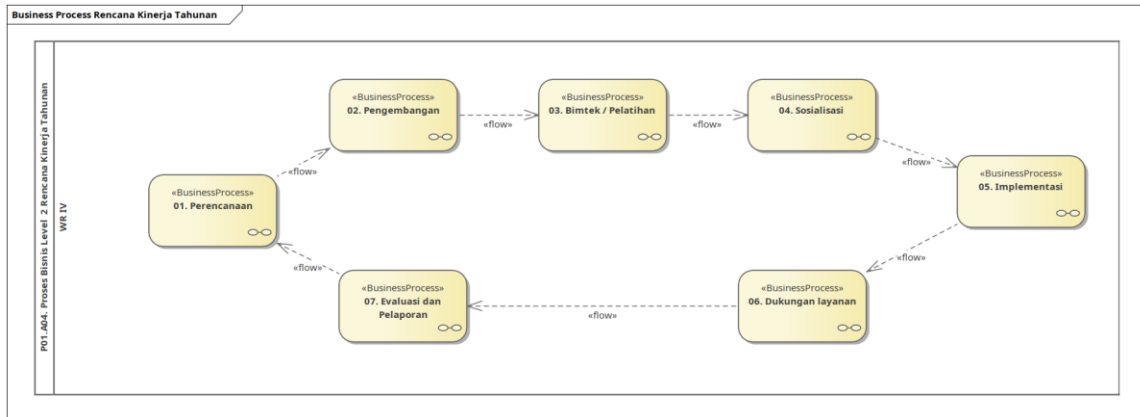 Business Process Rencana Kinerja Tahunan
P01.A04. Proses Bisnis Level 2 Rencana Kinerja Tahunan
WR IV
«BusinessProcess»
02. Pengembangan
«flow»
«BusinessProcess»
03. Bimtek / Pelatihan
«flow»
«BusinessProcess»
04. Sosialisasi
«flow»
«BusinessProcess»
05. Implementasi
«flow»
«BusinessProcess»
01. Perencanaan
«flow»
«BusinessProcess»
06. Dukungan layanan
«flow»
«BusinessProcess»
07. Evaluasi dan
Pelaporan
«flow»